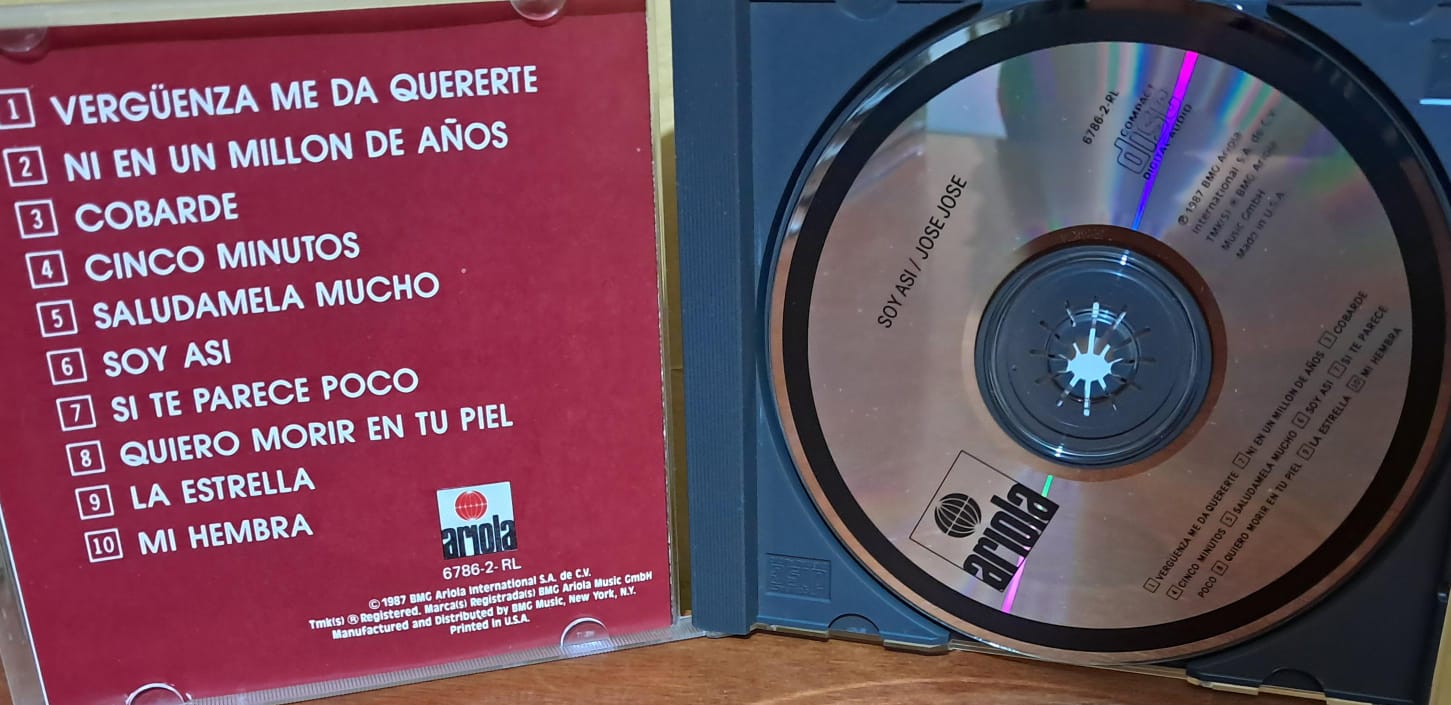 1 VERGÜENZA ME DA QUERERTE
2 NI EN UN MILLON DE AÑOS
3 COBARDE
4 CINCO MINUTOS
5 SALUDAMELA MUCHO
6 SOY ASI
7 SI TE PARECE POCO
8 QUIERO MORIR EN TU PIEL
9 LA ESTRELLA
10 MI HEMBRA
ariola
6786-2-RL
© 1987 BMG Ariola International S.A. de C.V.
Tmk(s) ® Registered. Marca(s) Registrada(s) BMG Ariola Music GmbH
Manufactured and Distributed by BMG Music, New York, N.Y.
Printed in U.S.A.
SOY ASI / JOSE JOSE
6786-2-RL
COMPACT
disc
DIGITAL AUDIO
℗ 1987 BMG Ariola
International S.A. de C.V.
TMK(S) ® BMG Ariola
Music GmbH
Made in U.S.A.
ariola
1 VERGÜENZA ME DA QUERERTE 2 NI EN UN MILLON DE AÑOS 3 COBARDE
4 CINCO MINUTOS 5 SALUDAMELA MUCHO 6 SOY ASI 7 SI TE PARECE
POCO 8 QUIERO MORIR EN TU PIEL 9 LA ESTRELLA 10 MI HEMBRA